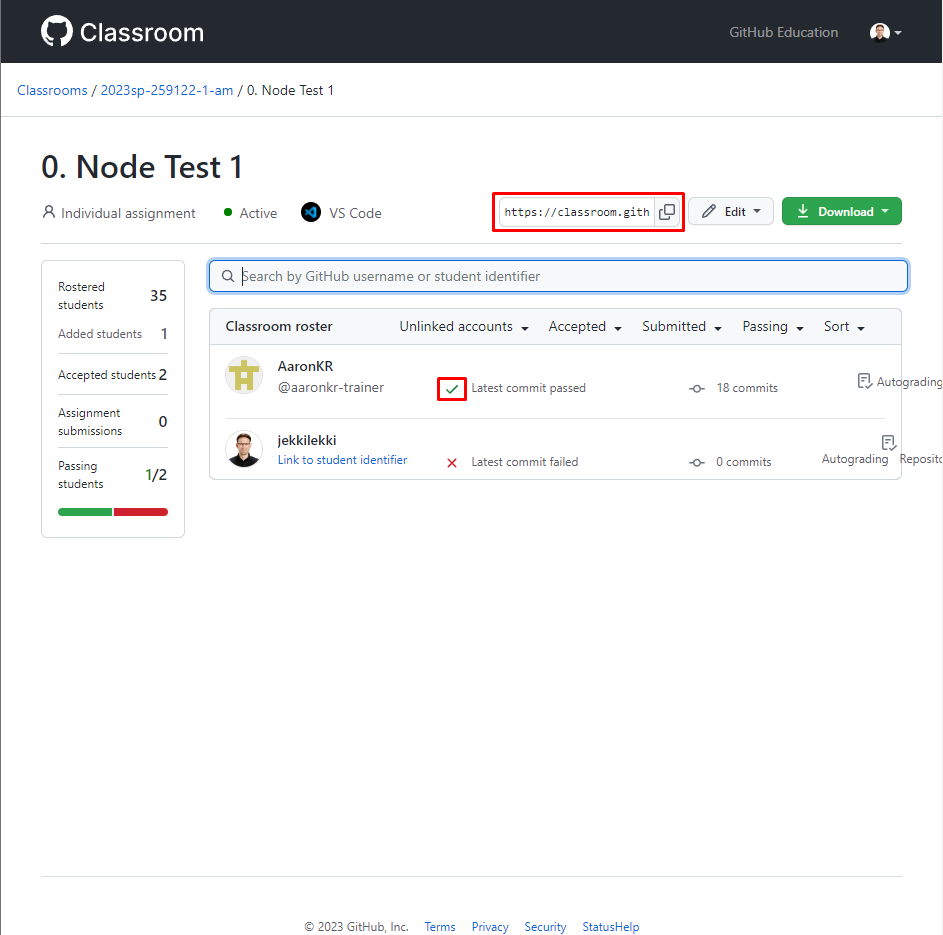 Classroom
GitHub Education
Classrooms / 2023sp-259122-1-am / 0. Node Test 1
0. Node Test 1
Individual assignment
Active
VS Code
https://classroom.gith
Edit
Download
Rostered students
35
Added students
1
Accepted students
2
Assignment submissions
0
Passing students
1/2
Search by GitHub username or student identifier
Classroom roster
Unlinked accounts
Accepted
Submitted
Passing
Sort
AaronKR
@aaronkr-trainer
Latest commit passed
18 commits
Autograding
jekkilekki
Link to student identifier
Latest commit failed
0 commits
Autograding
Reposito
© 2023 GitHub, Inc.
Terms
Privacy
Security
StatusHelp